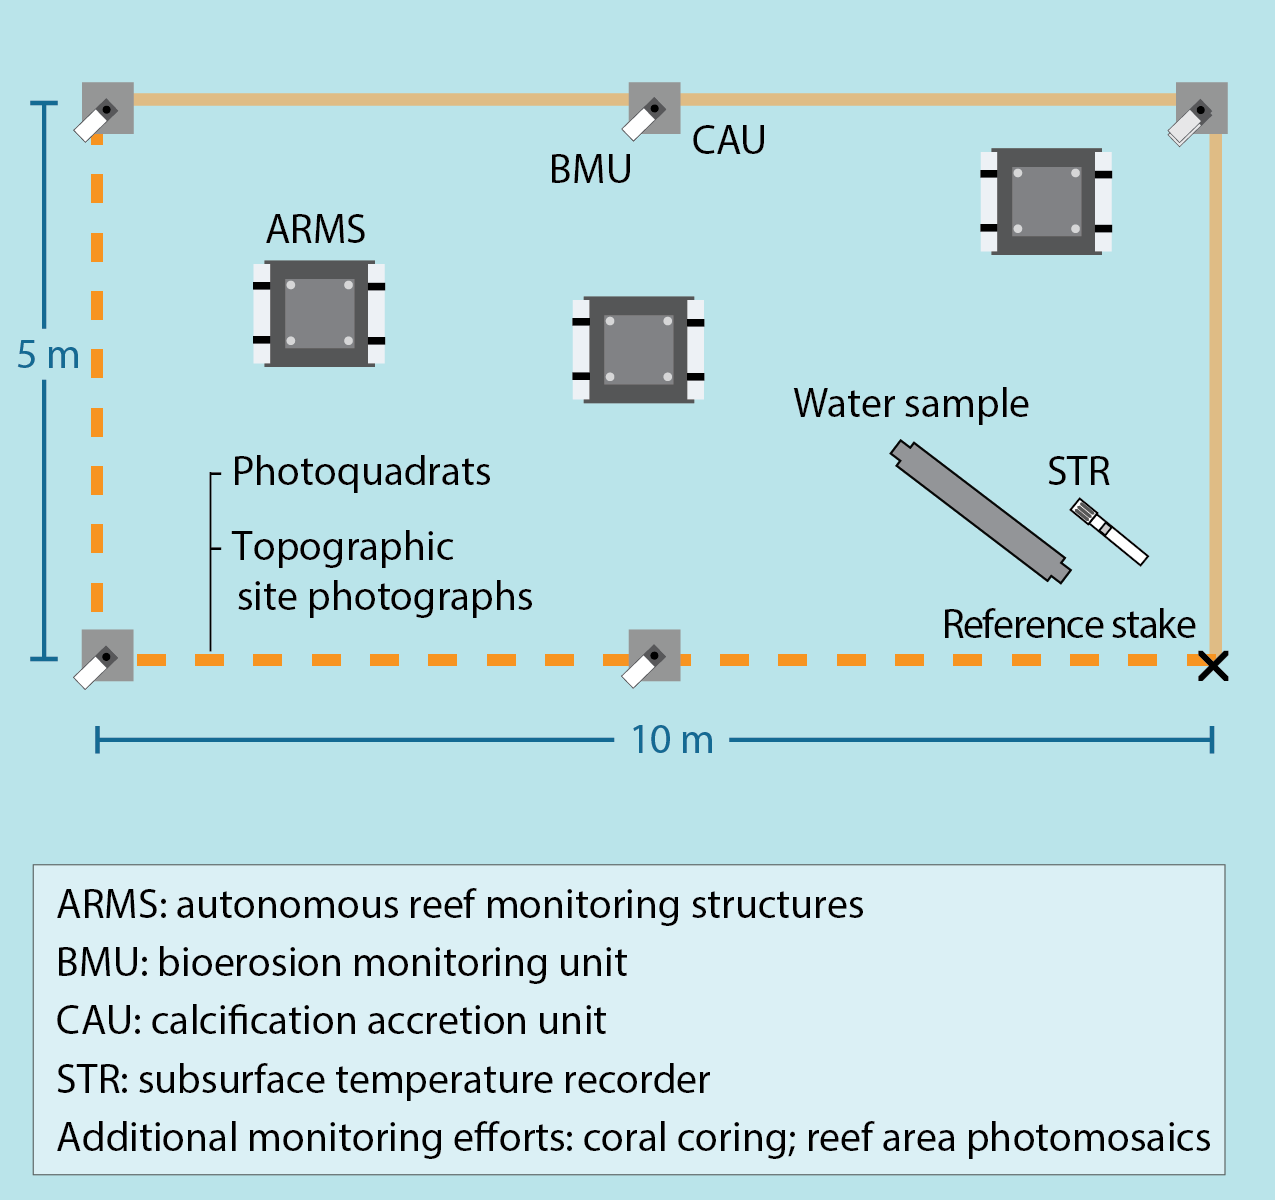 CAU
BMU
ARMS
5 m
Water sample
STR
Photoquadrats
Topographic
site photographs
Reference stake
10 m
ARMS: autonomous reef monitoring structures
BMU: bioerosion monitoring unit
CAU: calcification accretion unit
STR: subsurface temperature recorder
Additional monitoring efforts: coral coring; reef area photomosaics